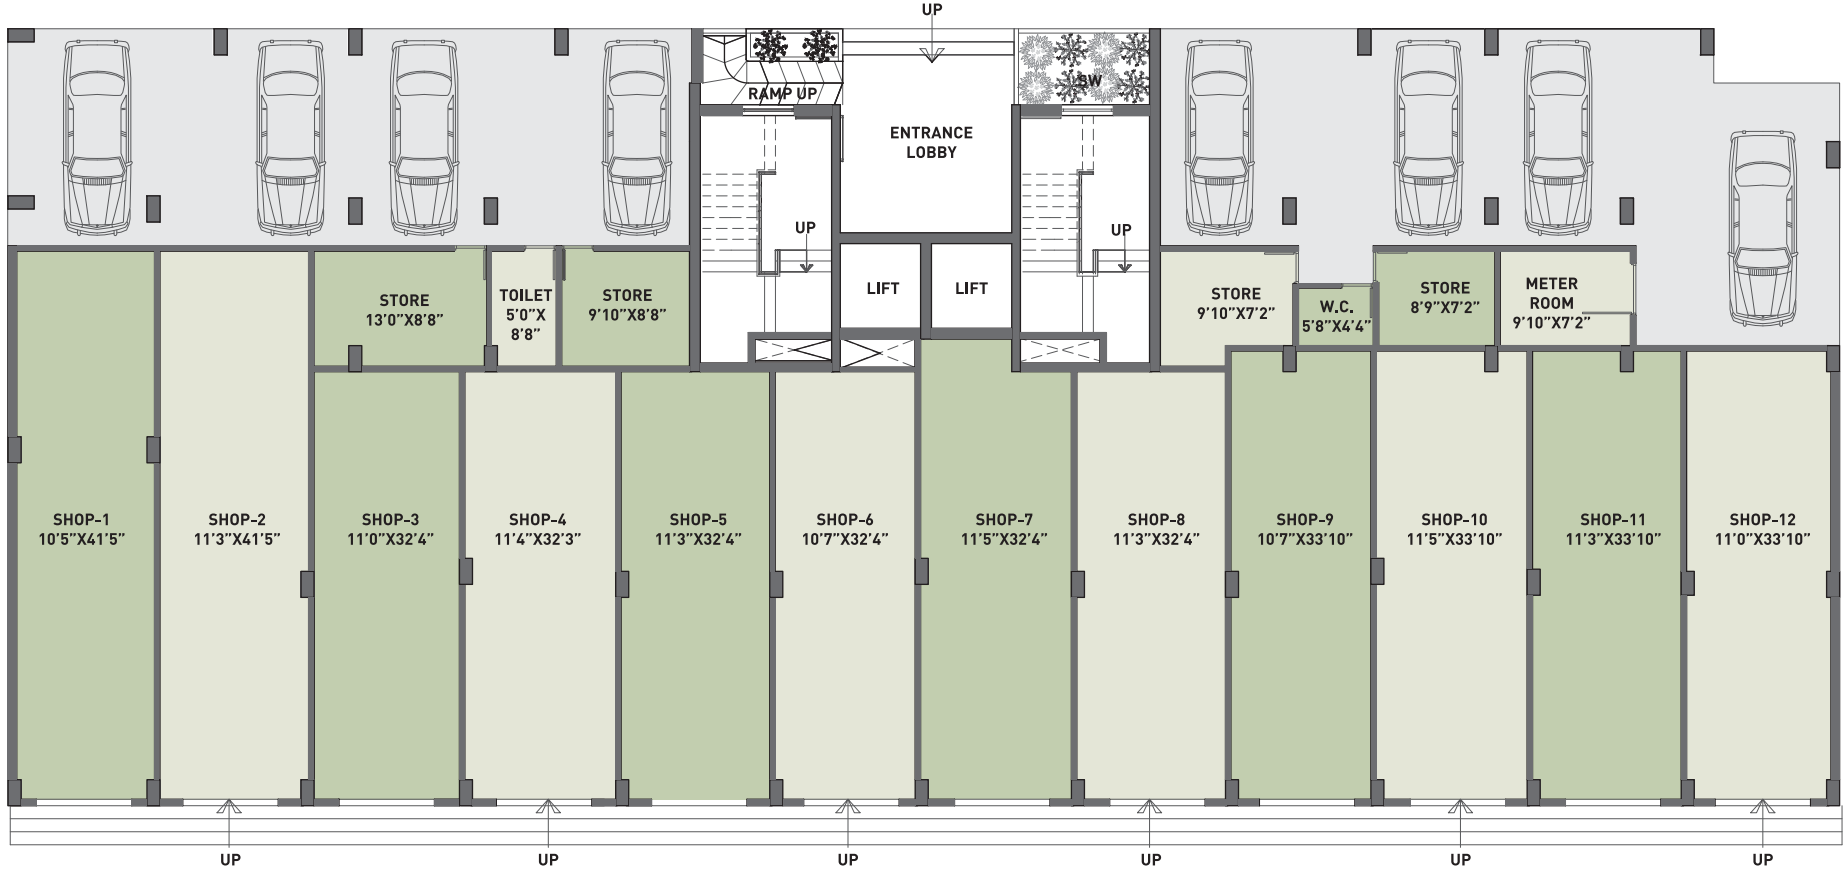 UP
RAMP UP
SW
ENTRANCE
LOBBY
UP
UP
LIFT
LIFT
STORE
13'0"X8'8"
TOILET
5'0"X
8'8"
STORE
9'10"X8'8"
STORE
9'10"X7'2"
W.C.
5'8"X4'4"
STORE
8'9"X7'2"
METER
ROOM
9'10"X7'2"
SHOP-1
10'5"X41'5"
SHOP-2
11'3"X41'5"
SHOP-3
11'0"X32'4"
SHOP-4
11'4"X32'3"
SHOP-5
11'3"X32'4"
SHOP-6
10'7"X32'4"
SHOP-7
11'5"X32'4"
SHOP-8
11'3"X32'4"
SHOP-9
10'7"X33'10"
SHOP-10
11'5"X33'10"
SHOP-11
11'3"X33'10"
SHOP-12
11'0"X33'10"
UP
UP
UP
UP
UP
UP